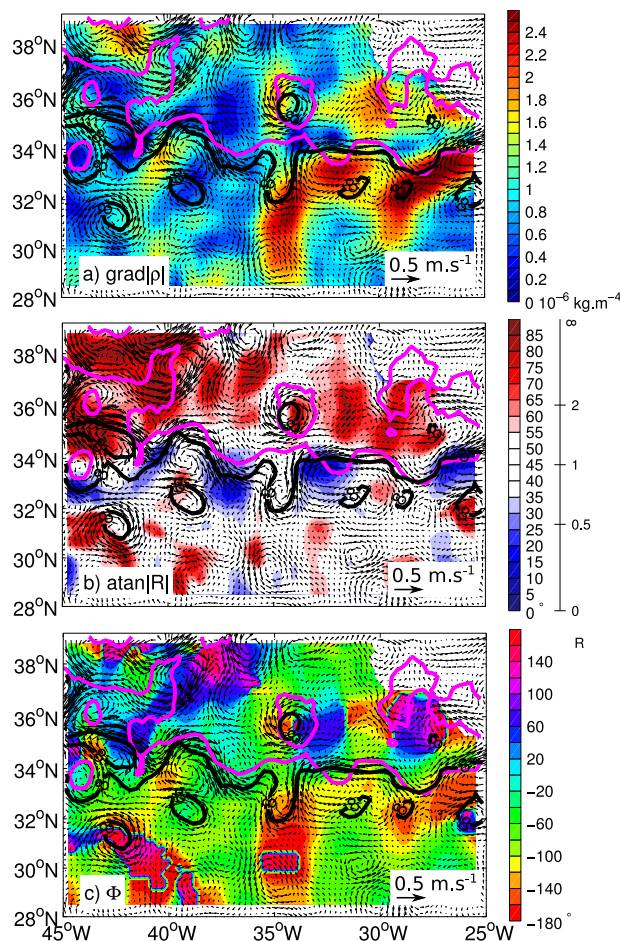 38°N
36°N
34°N
32°N
30°N
28°N
a) grad|ρ|
0.5 m.s⁻¹
2.4
2.2
2
1.8
1.6
1.4
1.2
1
0.8
0.6
0.4
0.2
0 10⁻⁶ kg.m⁻⁴
38°N
36°N
34°N
32°N
30°N
28°N
b) atan|R|
0.5 m.s⁻¹
85
80
75
70
65
60
55
50
45
40
35
30
25
20
15
10
5
0 °
∞
2
1
0.5
0
R
38°N
36°N
34°N
32°N
30°N
28°N
c) Φ
0.5 m.s⁻¹
140
100
60
20
−20
−60
−100
−140
−180 °
45°W
40°W
35°W
30°W
25°W